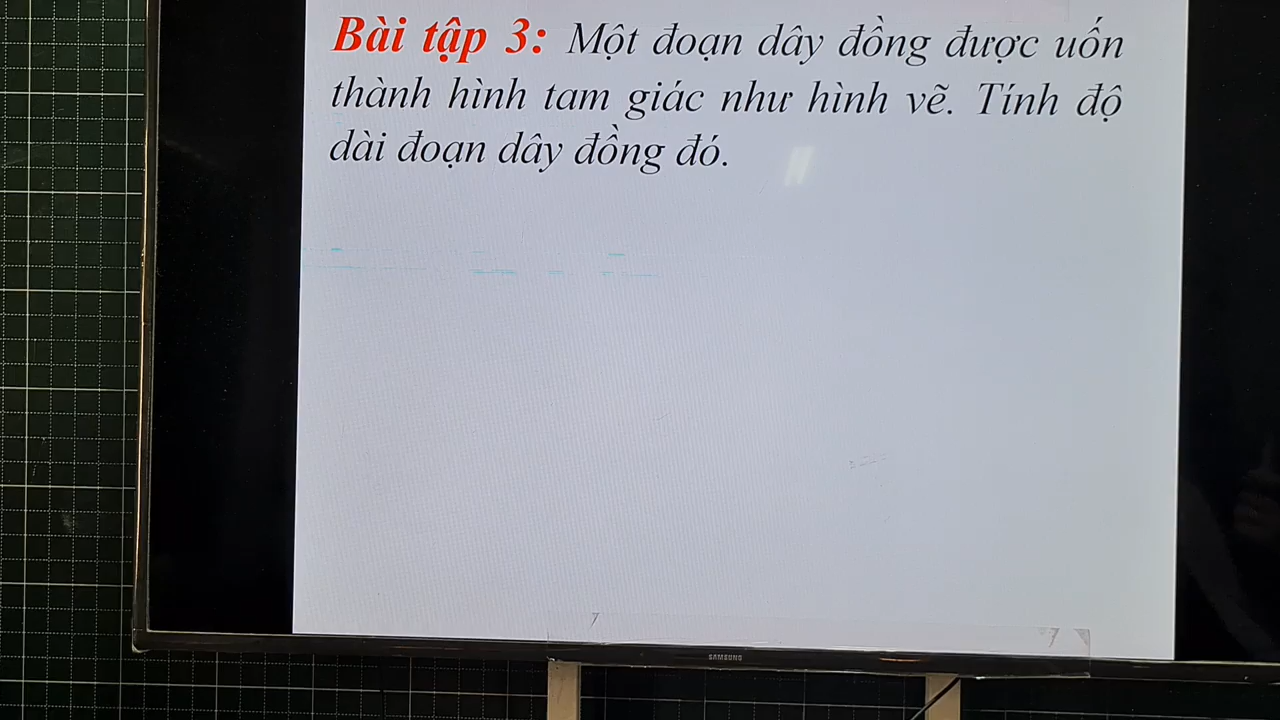 Bài tập 3: Một đoạn dây đồng được uốn
thành hình tam giác như hình vẽ. Tính độ
dài đoạn dây đồng đó.
SAMSUNG